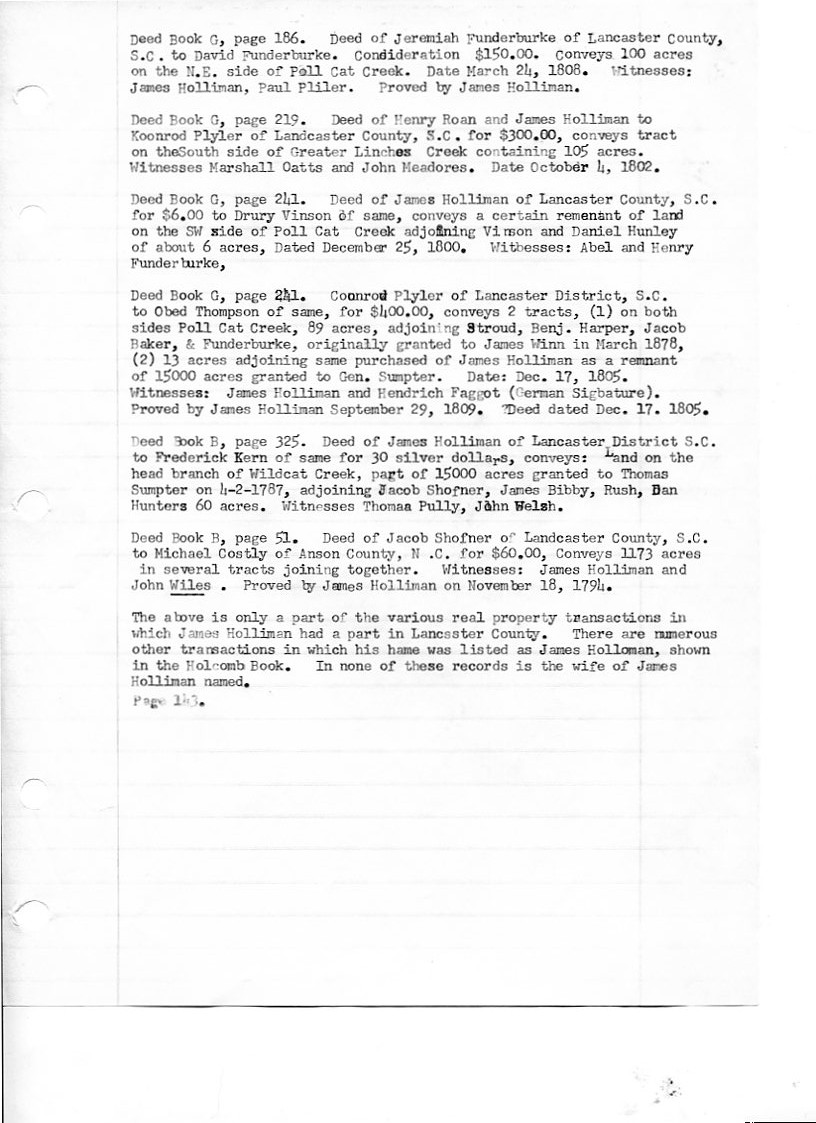 Deed Book G, page 186. Deed of Jeremiah Funderburke of Lancaster County,
S.C. to David Funderburke. Condideration $150.00. Conveys 100 acres
on the N.E. side of Poll Cat Creek. Date March 24, 1808. Witnesses:
James Holliman, Paul Pliler. Proved by James Holliman.
Deed Book G, page 219. Deed of Henry Roan and James Holliman to
Koonrod Plyler of Landcaster County, S.C. for $300.00, conveys tract
on theSouth side of Greater Linches Creek containing 105 acres.
Witnesses Marshall Oatts and John Meadores. Date October 4, 1802.
Deed Book G, page 241. Deed of James Holliman of Lancaster County, S.C.
for $6.00 to Drury Vinson of same, conveys a certain remenant of land
on the SW side of Poll Cat Creek adjoining Vinson and Daniel Hunley
of about 6 acres, Dated December 25, 1800. Witbesses: Abel and Henry
Funderburke,
Deed Book G, page 241. Coonrod Plyler of Lancaster District, S.C.
to Obed Thompson of same, for $400.00, conveys 2 tracts, (1) on both
sides Poll Cat Creek, 89 acres, adjoining Stroud, Benj. Harper, Jacob
Baker, & Funderburke, originally granted to James Winn in March 1878,
(2) 13 acres adjoining same purchased of James Holliman as a remnant
of 15000 acres granted to Gen. Sumpter. Date: Dec. 17, 1805.
Witnesses: James Holliman and Hendrich Faggot (German Sigbature).
Proved by James Holliman September 29, 1809. ?Deed dated Dec. 17. 1805.
Deed Book B, page 325. Deed of James Holliman of Lancaster District S.C.
to Frederick Kern of same for 30 silver dollars, conveys: Land on the
head branch of Wildcat Creek, part of 15000 acres granted to Thomas
Sumpter on 4-2-1787, adjoining Jacob Shofner, James Bibby, Rush, Dan
Hunters 60 acres. Witnesses Thomaa Pully, John Welsh.
Deed Book B, page 51. Deed of Jacob Shofner of Landcaster County, S.C.
to Michael Costly of Anson County, N .C. for $60.00, Conveys 1173 acres
in several tracts joining together. Witnesses: James Holliman and
John Wiles . Proved by James Holliman on November 18, 1794.
The above is only a part of the various real property transactions in
which James Holliman had a part in Lancsster County. There are numerous
other transactions in which his hame was listed as James Holloman, shown
in the Holcomb Book. In none of these records is the wife of James
Holliman named.
Page 143.